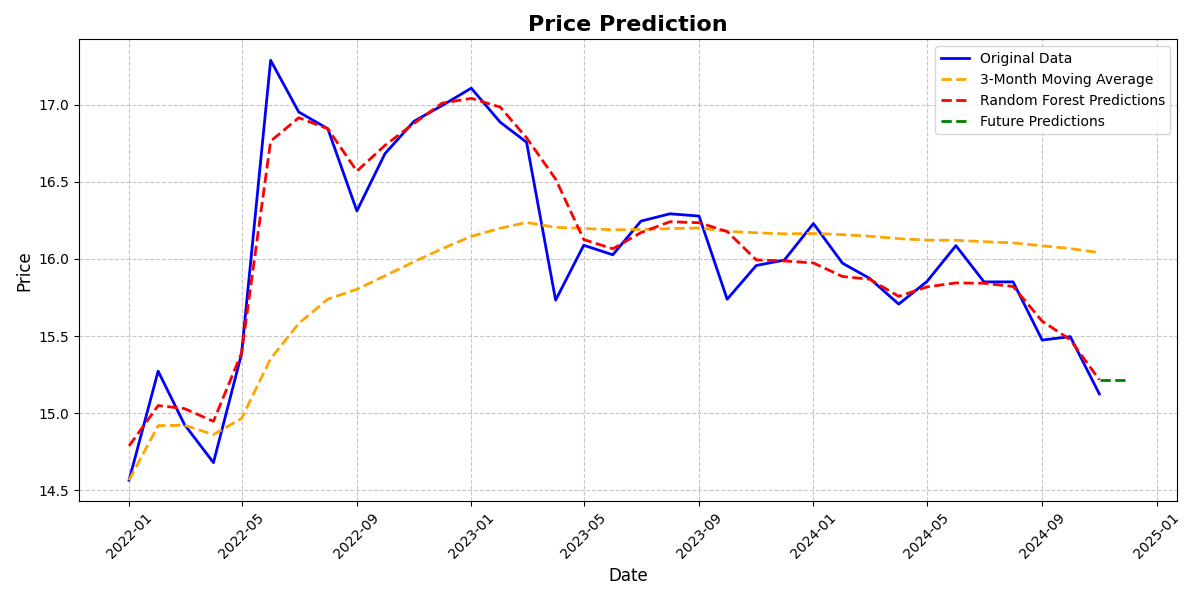 Price Prediction
Original Data
3-Month Moving Average
Random Forest Predictions
Future Predictions
Price
17.0
16.5
16.0
15.5
15.0
14.5
2022-01
2022-05
2022-09
2023-01
2023-05
2023-09
2024-01
2024-05
2024-09
2025-01
Date